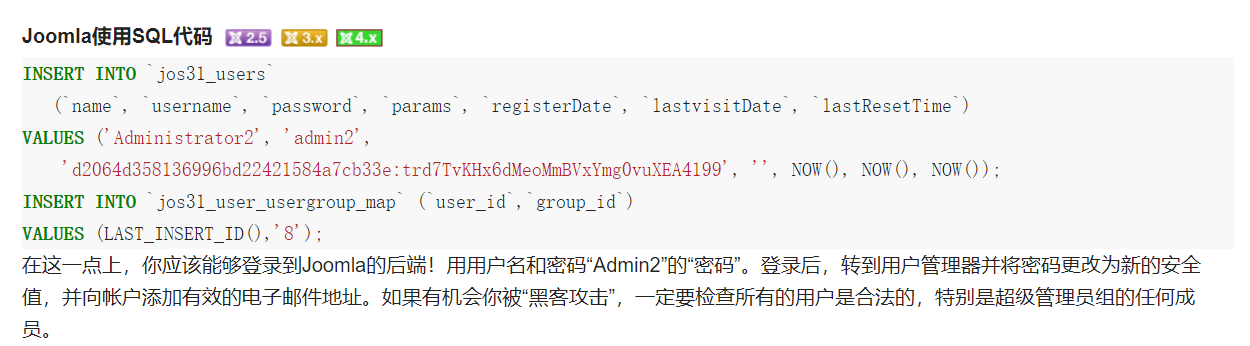 Joomla使用SQL代码 2.5 3.x 4.x
INSERT INTO `jos31_users`
(`name`, `username`, `password`, `params`, `registerDate`, `lastvisitDate`, `lastResetTime`)
VALUES ('Administrator2', 'admin2',
'd2064d358136996bd22421584a7cb33e:trd7TvKHx6dMeoMmBVxYmg0vuXEA4199', '', NOW(), NOW(), NOW());
INSERT INTO `jos31_user_usergroup_map` (`user_id`,`group_id`)
VALUES (LAST_INSERT_ID(),'8');
在这一点上，你应该能够登录到Joomla的后端！用用户名和密码“Admin2”的“密码”。登录后，转到用户管理器并将密码更改为新的安全
值，并向帐户添加有效的电子邮件地址。如果有机会你被“黑客攻击”，一定要检查所有的用户是合法的，特别是超级管理员组的任何成
员。